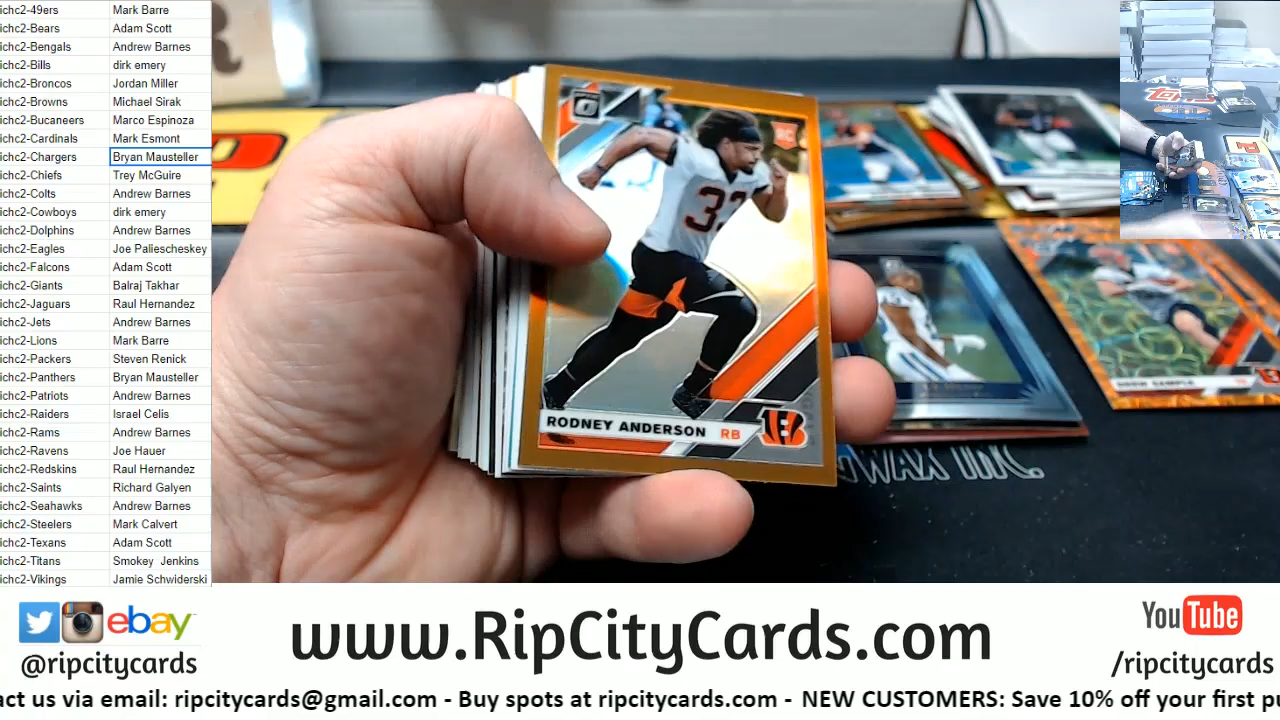 ichc2-49ers Mark Barre
ichc2-Bears Adam Scott
ichc2-Bengals Andrew Barnes
ichc2-Bills dirk emery
ichc2-Broncos Jordan Miller
ichc2-Browns Michael Sirak
ichc2-Bucaneers Marco Espinoza
ichc2-Cardinals Mark Esmont
ichc2-Chargers Bryan Mausteller
ichc2-Chiefs Trey McGuire
ichc2-Colts Andrew Barnes
ichc2-Cowboys dirk emery
ichc2-Dolphins Andrew Barnes
ichc2-Eagles Joe Paliescheskey
ichc2-Falcons Adam Scott
ichc2-Giants Balraj Takhar
ichc2-Jaguars Raul Hernandez
ichc2-Jets Andrew Barnes
ichc2-Lions Mark Barre
ichc2-Packers Steven Renick
ichc2-Panthers Bryan Mausteller
ichc2-Patriots Andrew Barnes
ichc2-Raiders Israel Celis
ichc2-Rams Andrew Barnes
ichc2-Ravens Joe Hauer
ichc2-Redskins Raul Hernandez
ichc2-Saints Richard Galyen
ichc2-Seahawks Andrew Barnes
ichc2-Steelers Mark Calvert
ichc2-Texans Adam Scott
ichc2-Titans Smokey Jenkins
ichc2-Vikings Jamie Schwiderski
RC
33
RODNEY ANDERSON RB
B
DREW SAMPLE TE
WAX INC.
Topps
ebay
@ripcitycards
www.RipCityCards.com
YouTube
/ripcitycards
act us via email: ripcitycards@gmail.com - Buy spots at ripcitycards.com - NEW CUSTOMERS: Save 10% off your first pu